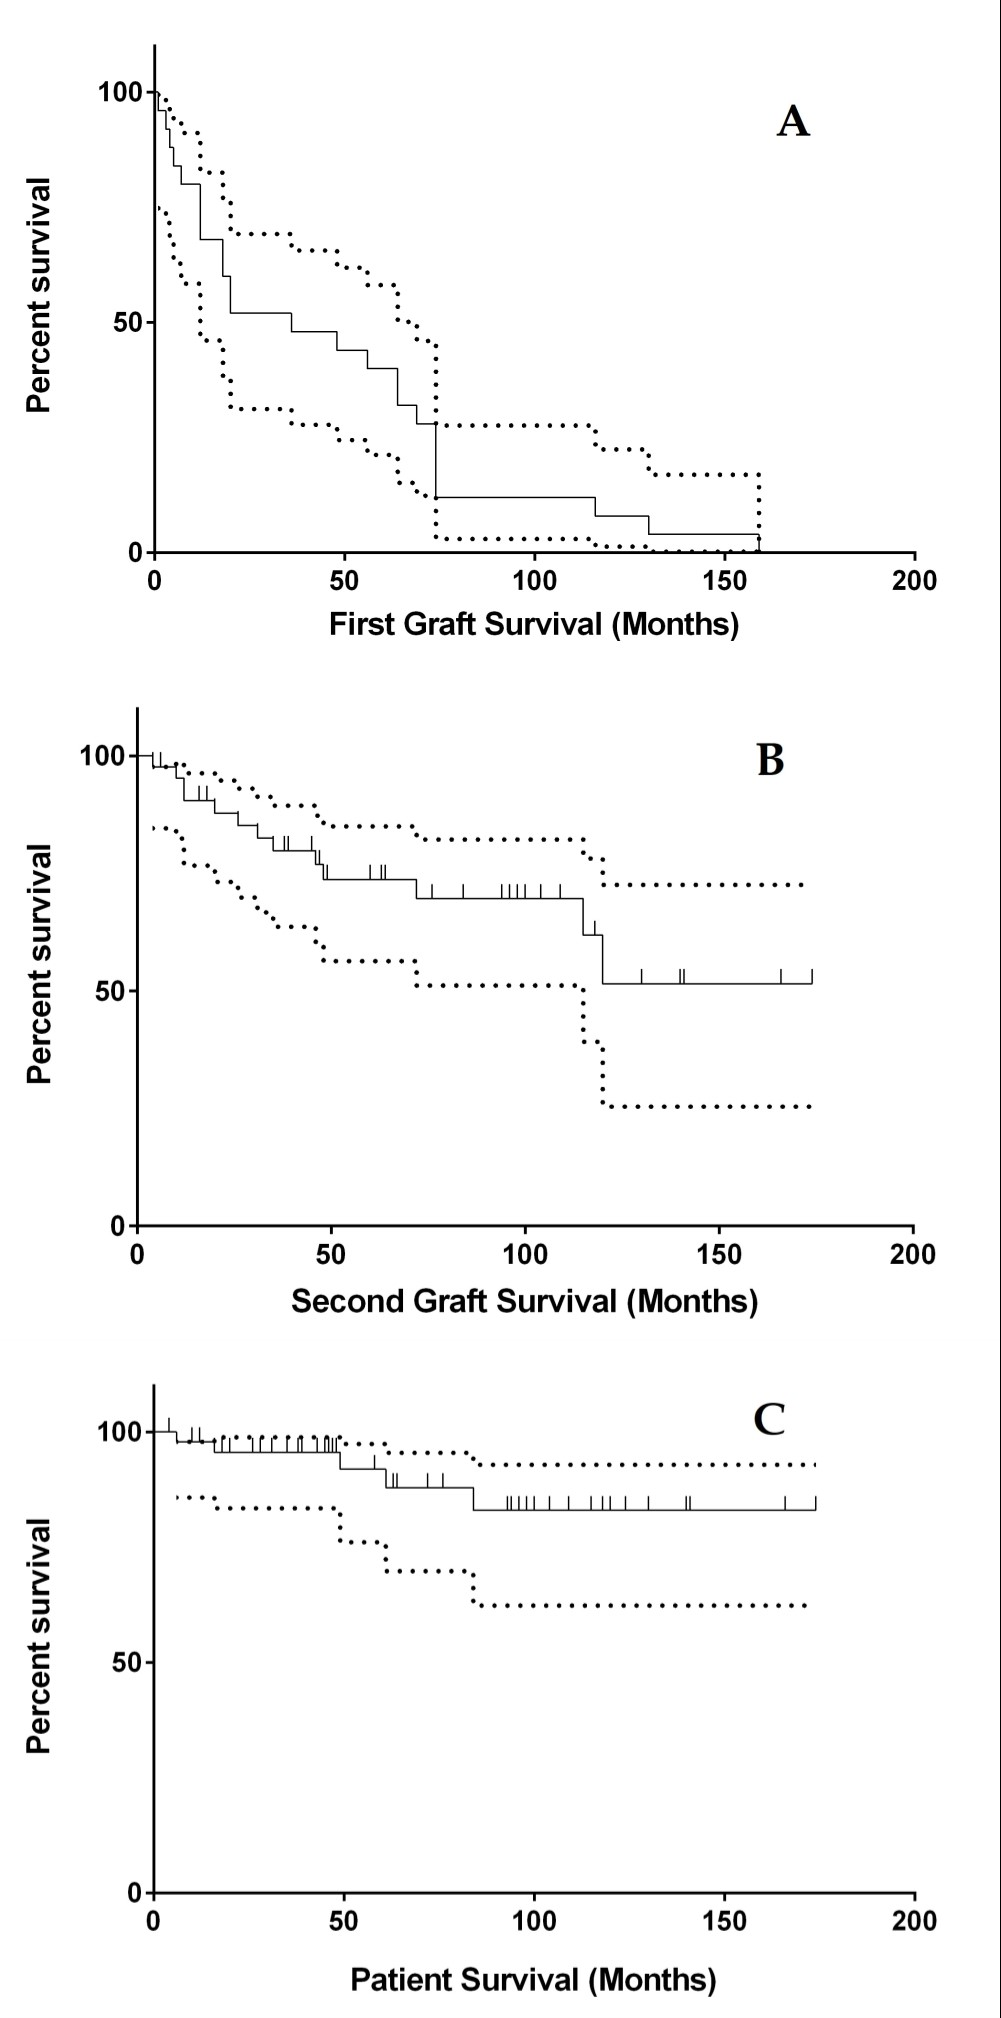 A
Percent survival
100
50
0
0 50 100 150 200
First Graft Survival (Months)
B
Percent survival
100
50
0
0 50 100 150 200
Second Graft Survival (Months)
C
Percent survival
100
50
0
0 50 100 150 200
Patient Survival (Months)